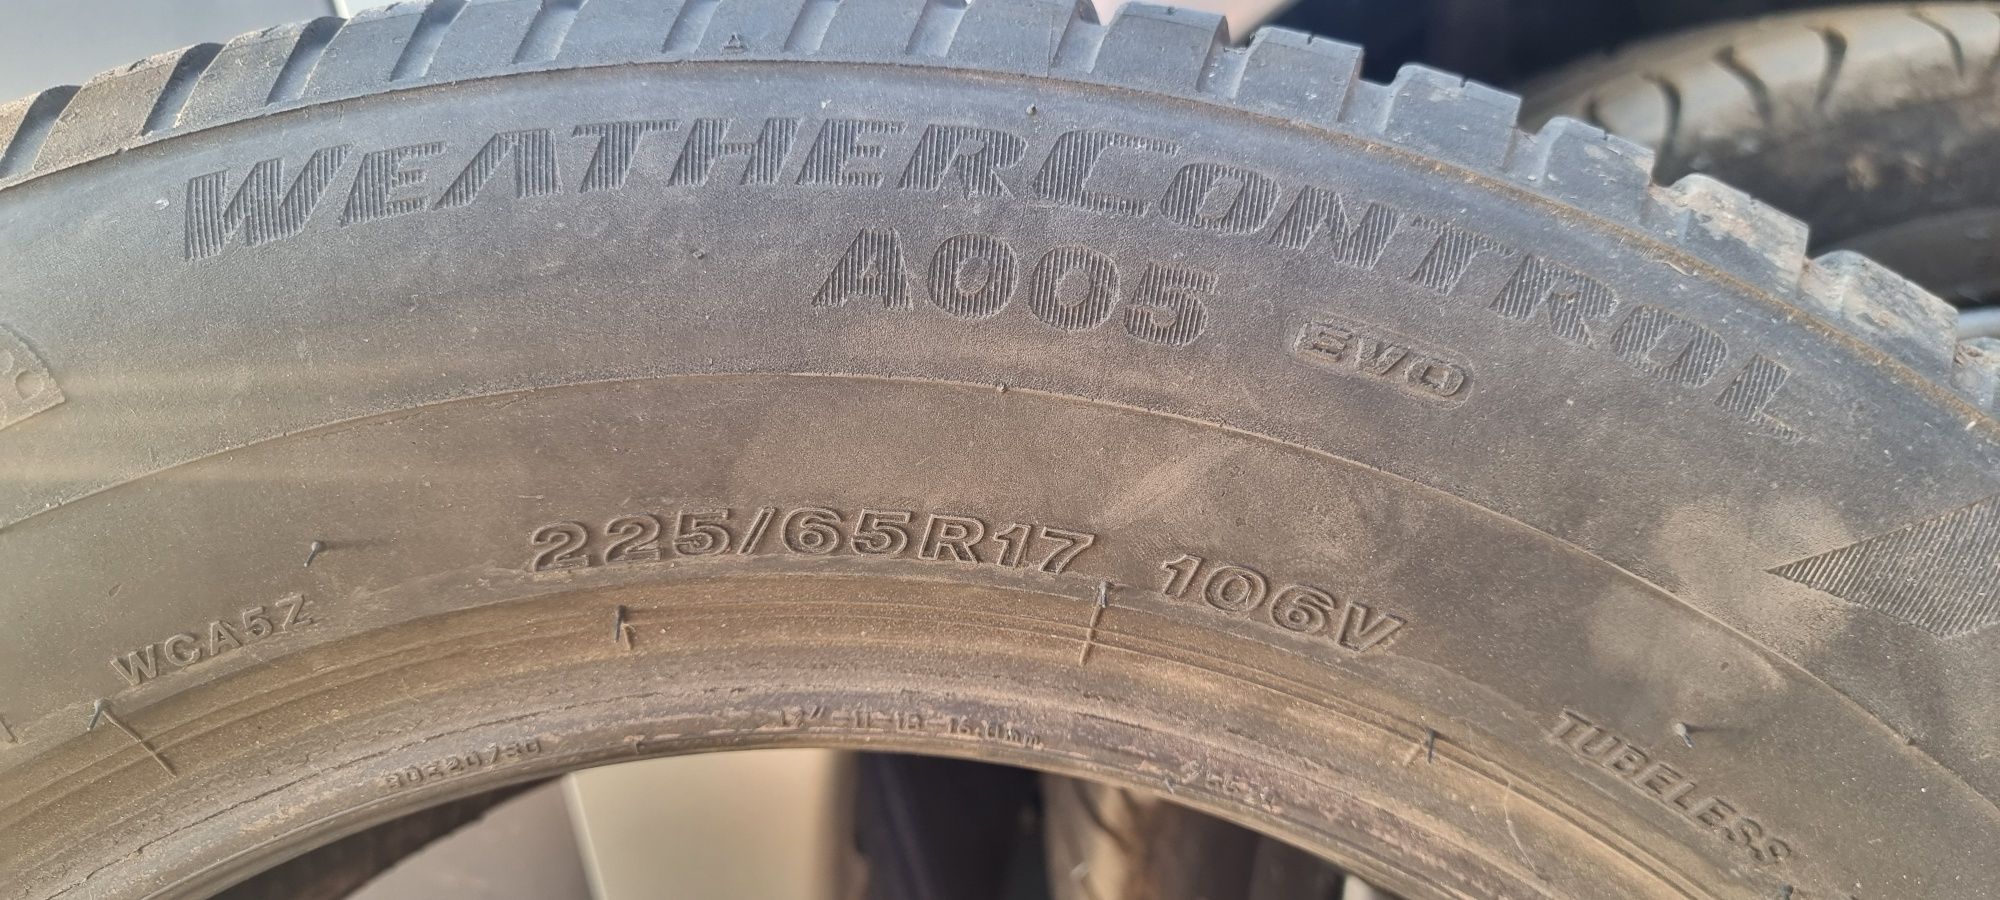 WEATHERCONTROL
A005 EVO
225/65R17 106V
WCA5Z
TUBELESS